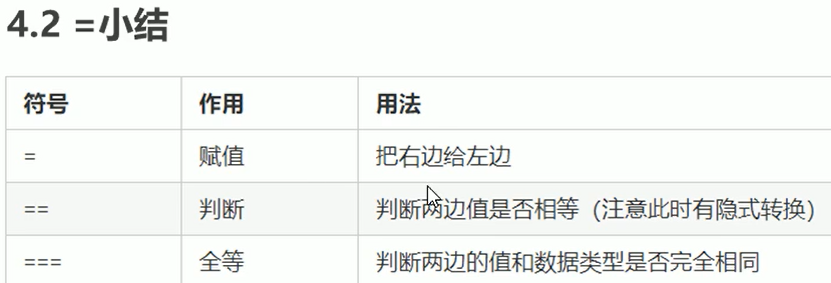 4.2 =小结
符号 作用 用法
= 赋值 把右边给左边
== 判断 判断两边值是否相等（注意此时有隐式转换）
=== 全等 判断两边的值和数据类型是否完全相同